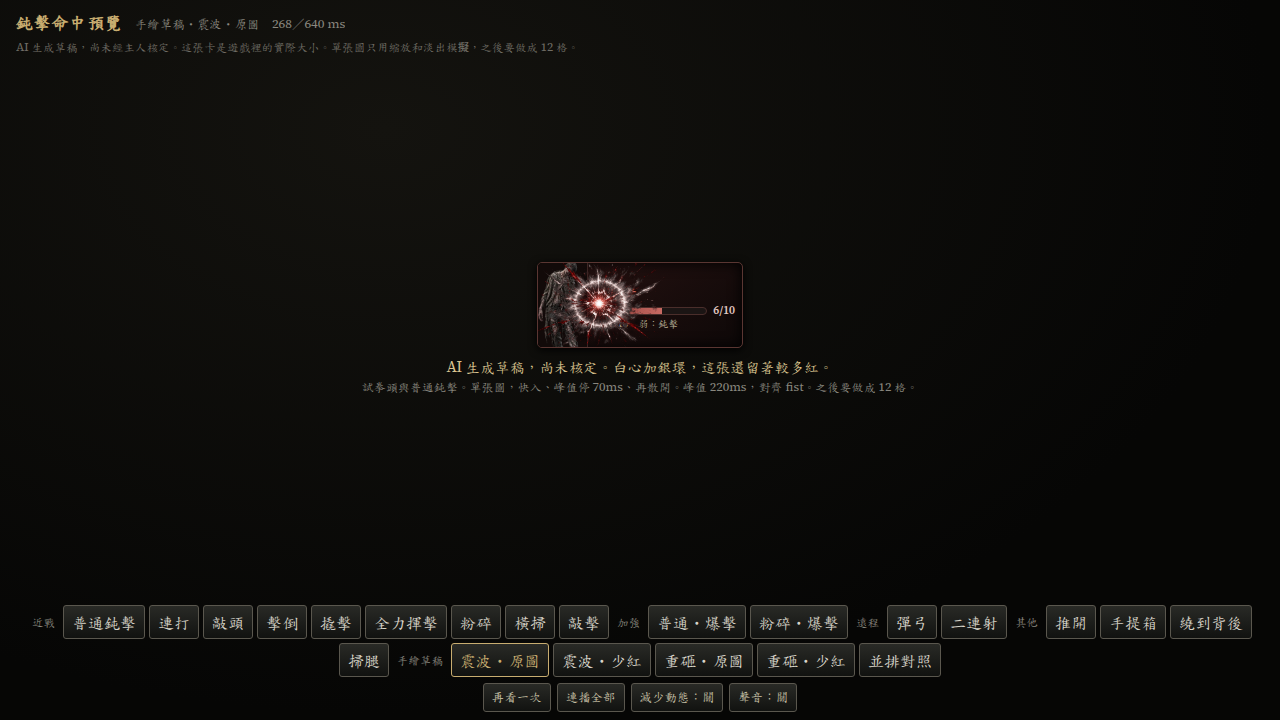 鈍擊命中預覽 手繪草稿・震波・原圖 268／640 ms
AI 生成草稿，尚未經主人核定。這張卡是遊戲裡的實際大小。單張圖只用縮放和淡出模擬，之後要做成 12 格。
6/10
弱：鈍擊
AI 生成草稿，尚未核定。白心加銀環，這張還留著較多紅。
試拳頭與普通鈍擊。單張圖，快入、峰值停 70ms、再散開。峰值 220ms，對齊 fist。之後要做成 12 格。
近戰 普通鈍擊 連打 敲頭 擊倒 猛擊 全力揮擊 粉碎 橫掃 敲擊 加強 普通・爆擊 粉碎・爆擊 遠程 彈弓 二連射 其他 推開 手提箱 繞到背後
掃腿 手繪草稿 震波・原圖 震波・少紅 重砸・原圖 重砸・少紅 並排對照
再看一次 連播全部 減少動態：關 聲音：關